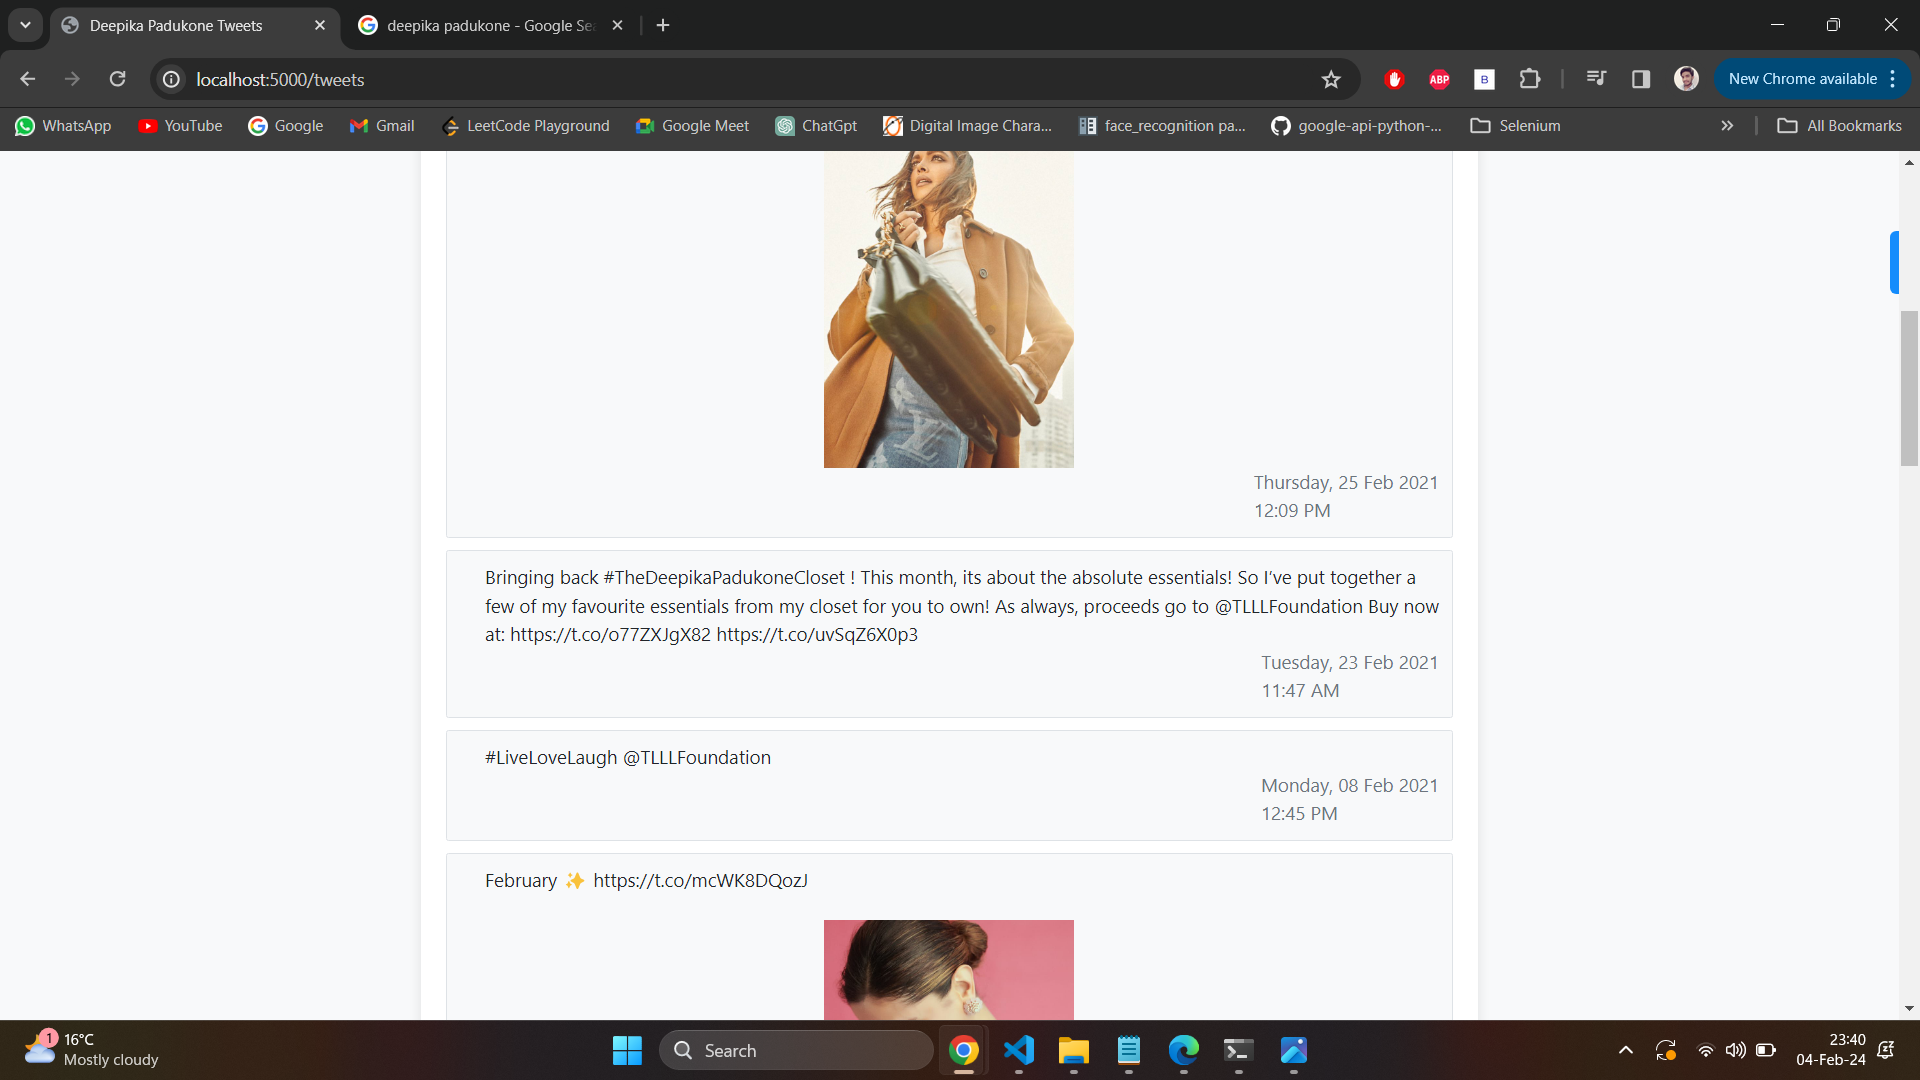 Deepika Padukone Tweets
deepika padukone - Google Sea
localhost:5000/tweets
ABP
B
New Chrome available
WhatsApp
YouTube
Google
Gmail
LeetCode Playground
Google Meet
ChatGpt
Digital Image Chara...
face_recognition pa...
google-api-python-...
Selenium
All Bookmarks
Thursday, 25 Feb 2021
12:09 PM
Bringing back #TheDeepikaPadukoneCloset ! This month, its about the absolute essentials! So I’ve put together a
few of my favourite essentials from my closet for you to own! As always, proceeds go to @TLLLFoundation Buy now
at: https://t.co/o77ZXJgX82 https://t.co/uvSqZ6X0p3
Tuesday, 23 Feb 2021
11:47 AM
#LiveLoveLaugh @TLLLFoundation
Monday, 08 Feb 2021
12:45 PM
February ✨ https://t.co/mcWK8DQozJ
1
16°C
Mostly cloudy
Search
23:40
04-Feb-24